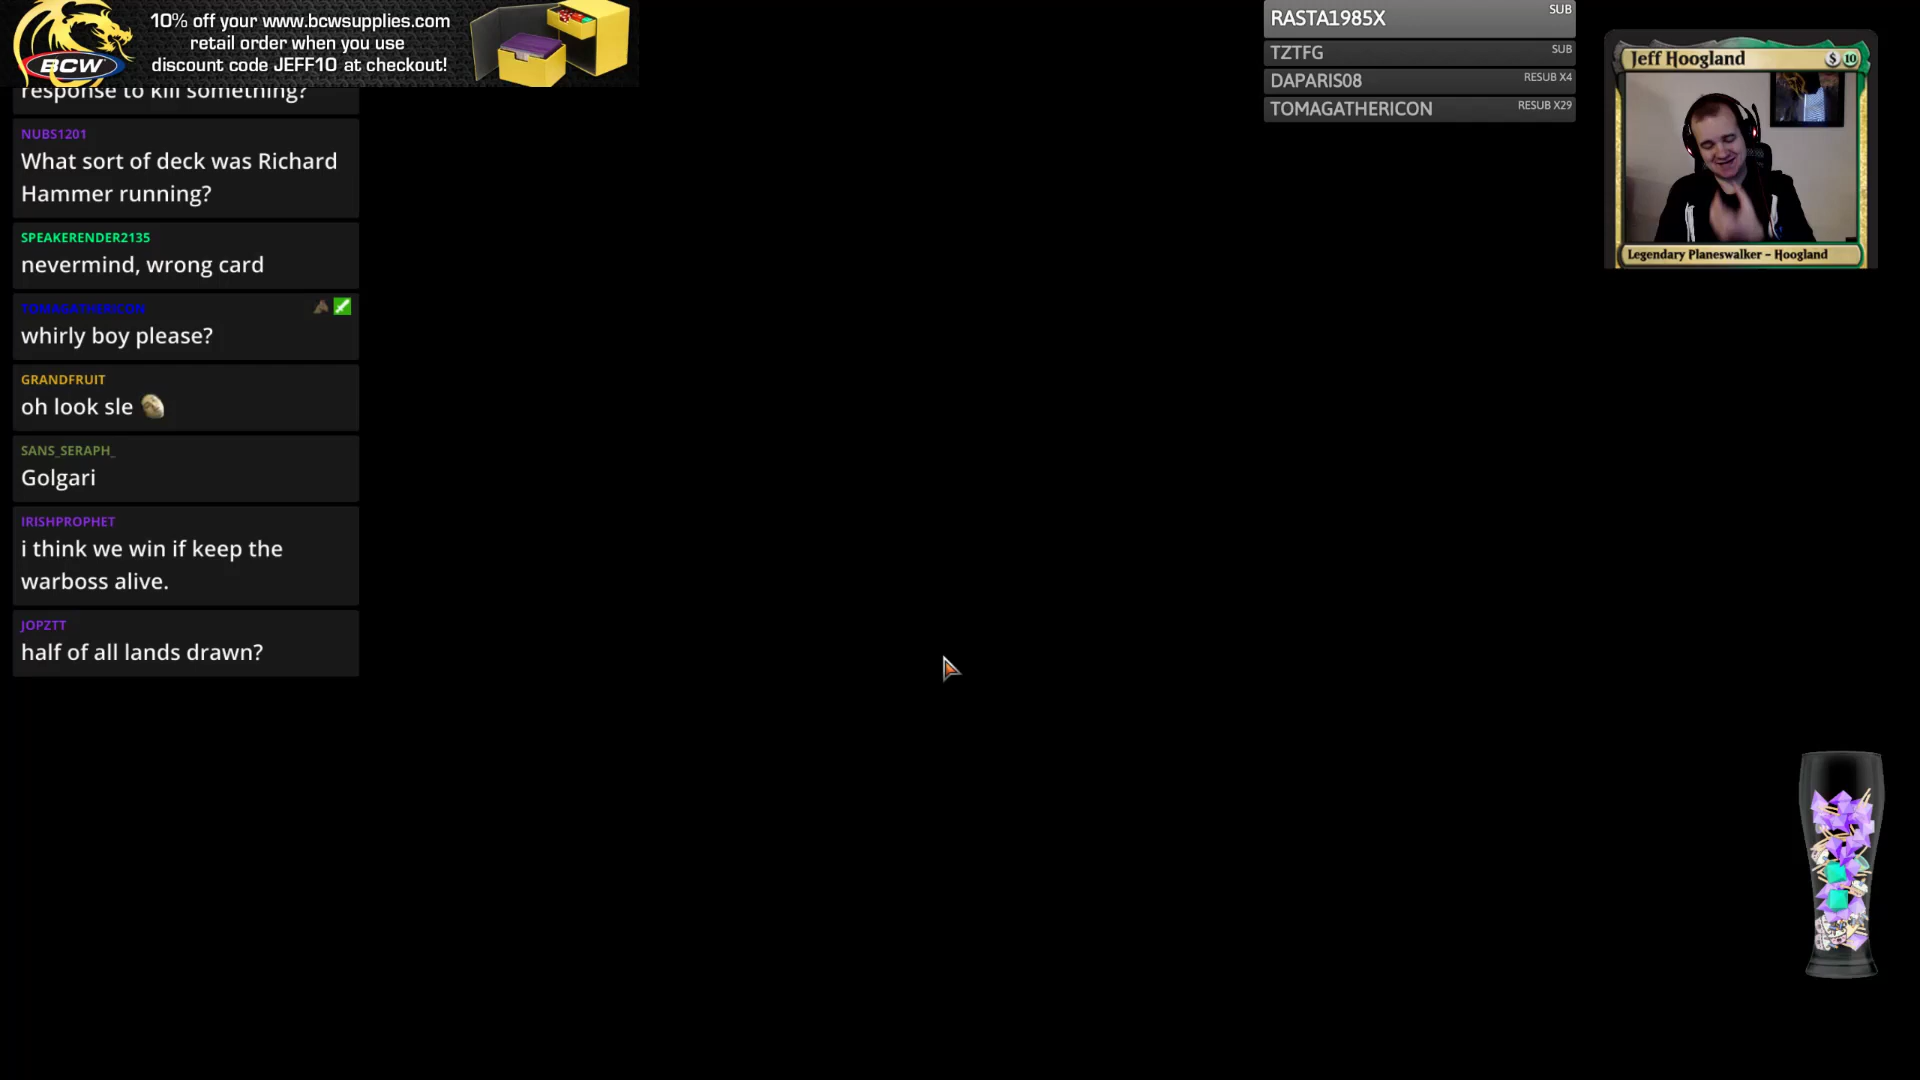 10% off your www.bcwsupplies.com
retail order when you use
discount code JEFF10 at checkout!
BCW
response to kill something?
NUBS1201
What sort of deck was Richard
Hammer running?
SPEAKERENDER2135
nevermind, wrong card
TOMAGATHERICON
whirly boy please?
GRANDFRUIT
oh look sle
SANS_SERAPH_
Golgari
IRISHPROPHET
i think we win if keep the
warboss alive.
JOPZTT
half of all lands drawn?
RASTA1985X SUB
TZTFG SUB
DAPARIS08 RESUB X4
TOMAGATHERICON RESUB X29
Jeff Hoogland $ 10
Legendary Planeswalker – Hoogland